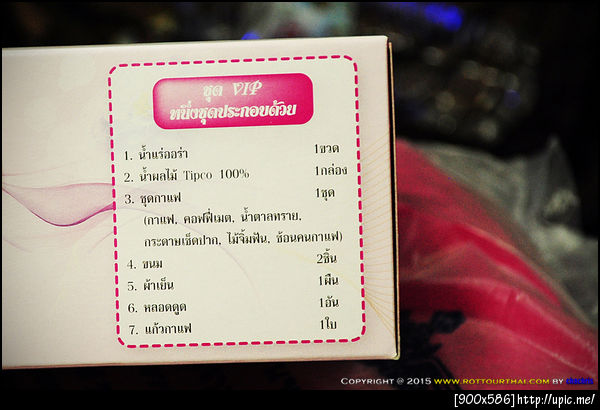 ชุด VIP
หนึ่งชุดประกอบด้วย
1. น้ำแร่ออร่า 1ขวด
2. น้ำผลไม้ Tipco 100% 1กล่อง
3. ชุดกาแฟ 1ชุด
(กาแฟ, คอฟฟี่เมต, น้ำตาลทราย,
กระดาษเช็ดปาก, ไม้จิ้มฟัน, ช้อนคนกาแฟ)
4. ขนม 2ชิ้น
5. ผ้าเย็น 1ผืน
6. หลอดดูด 1อัน
7. แก้วกาแฟ 1ใบ
COPYRIGHT @ 2015 WWW.ROTTOURTHAI.COM BY
[900x586]http://upic.me/